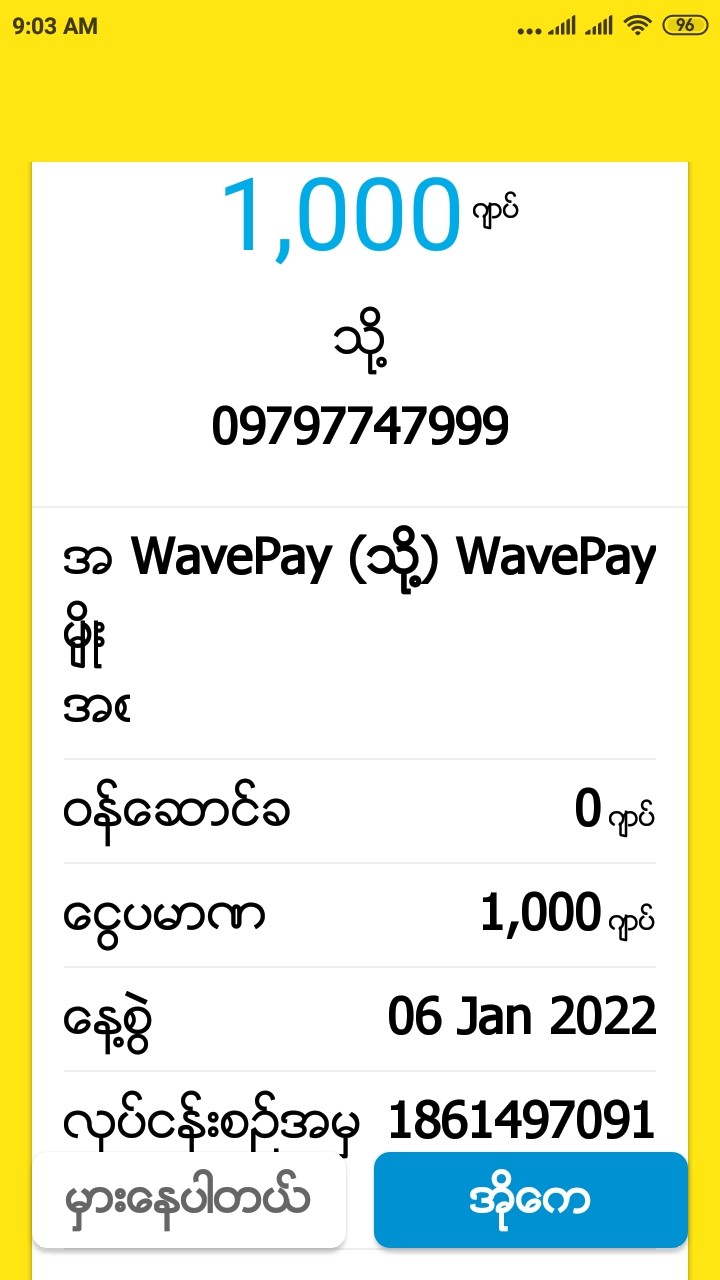 9:03 AM
96
1,000 ကျပ်
သို့
09797747999
အ WavePay (သို့) WavePay
မျိုး
ဝန်ဆောင်ခ 0 ကျပ်
ငွေပမာဏ 1,000 ကျပ်
နေ့စွဲ 06 Jan 2022
လုပ်ငန်းစဉ်အမှ 1861497091
မှားနေပါတယ် အိုကေ